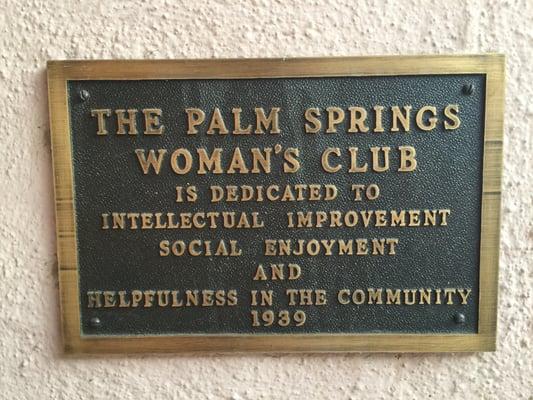 THE PALM SPRINGS
WOMAN'S CLUB
IS DEDICATED TO
INTELLECTUAL IMPROVEMENT
SOCIAL ENJOYMENT
AND
HELPFULNESS IN THE COMMUNITY
1939